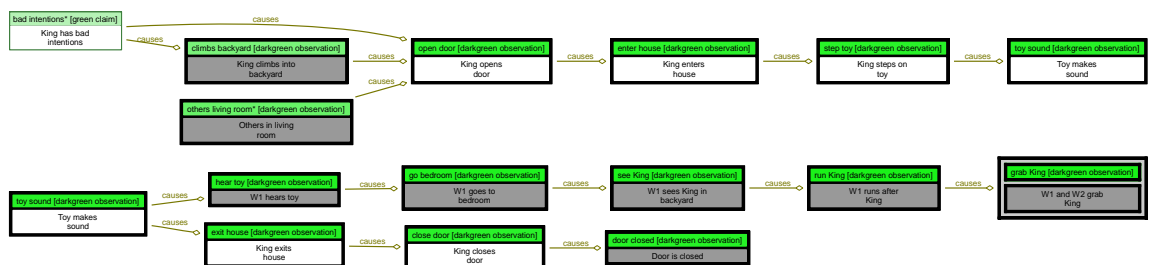 bad intentions* [green claim]
King has bad
intentions
causes
causes
climbs backyard [darkgreen observation]
King climbs into
backyard
causes
others living room* [darkgreen observation]
Others in living
room
causes
open door [darkgreen observation]
King opens
door
causes
enter house [darkgreen observation]
King enters
house
causes
step toy [darkgreen observation]
King steps on
toy
causes
toy sound [darkgreen observation]
Toy makes
sound
toy sound [darkgreen observation]
Toy makes
sound
causes
causes
hear toy [darkgreen observation]
W1 hears toy
causes
go bedroom [darkgreen observation]
W1 goes to
bedroom
causes
see King [darkgreen observation]
W1 sees King in
backyard
causes
run King [darkgreen observation]
W1 runs after
King
causes
grab King [darkgreen observation]
W1 and W2 grab
King
exit house [darkgreen observation]
King exits
house
causes
close door [darkgreen observation]
King closes
door
causes
door closed [darkgreen observation]
Door is closed